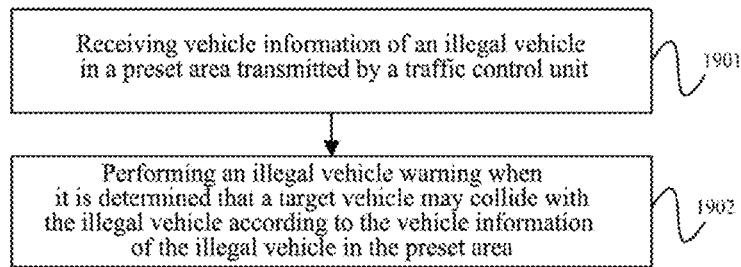 Receiving vehicle information of an illegal vehicle
in a preset area transmitted by a traffic control unit
1901
Performing an illegal vehicle warning when
it is determined that a target vehicle may collide with
the illegal vehicle according to the vehicle information
of the illegal vehicle in the preset area
1902